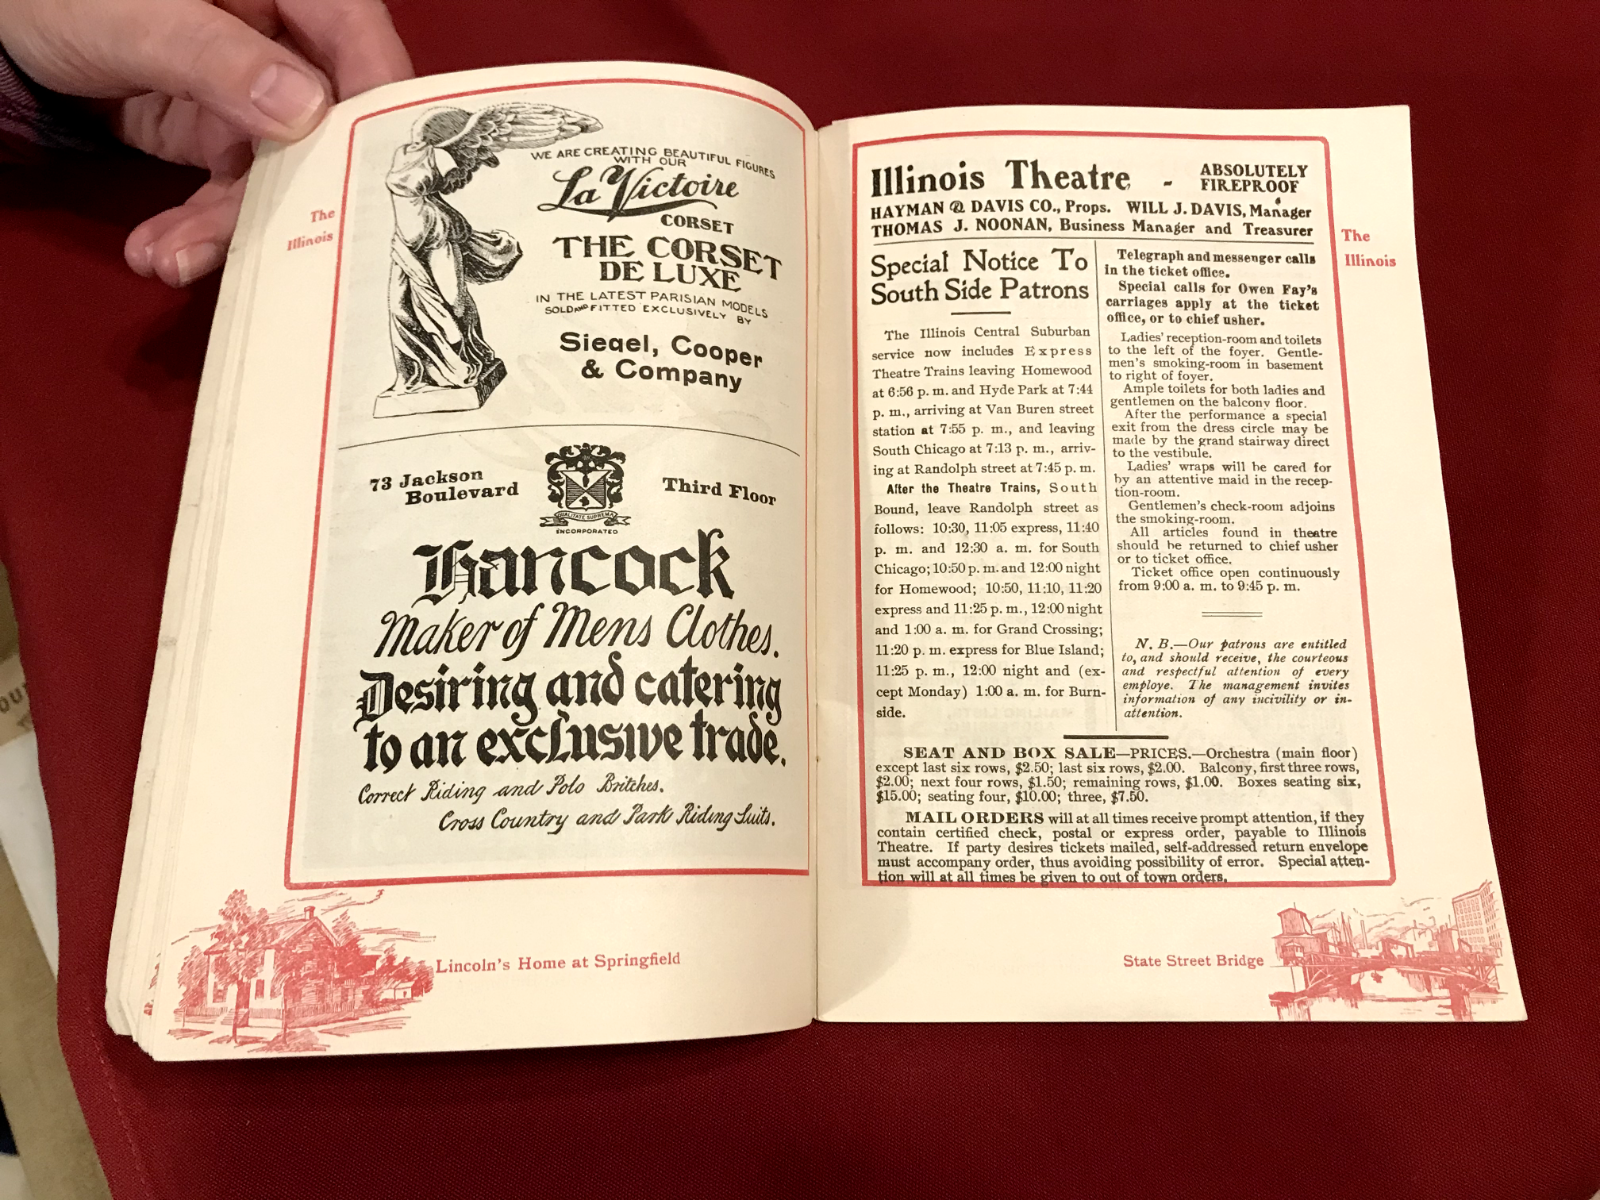 The
Illinois
WE ARE CREATING BEAUTIFUL FIGURES
WITH OUR
La Victoire
CORSET
THE CORSET
DE LUXE
IN THE LATEST PARISIAN MODELS
SOLD AND FITTED EXCLUSIVELY BY
Siegel, Cooper
& Company
73 Jackson
Boulevard
Third Floor
QUALITATE SUPREMA
INCORPORATED
Hancock
Maker of Mens Clothes.
Desiring and catering
to an exclusive trade.
Correct Riding and Polo Britches.
Cross Country and Park Riding Suits.
Lincoln's Home at Springfield
Illinois Theatre - ABSOLUTELY
FIREPROOF
HAYMAN & DAVIS CO., Props. WILL J. DAVIS, Manager
THOMAS J. NOONAN, Business Manager and Treasurer
The
Illinois
Special Notice To
South Side Patrons
The Illinois Central Suburban
service now includes Express
Theatre Trains leaving Homewood
at 6:56 p. m. and Hyde Park at 7:44
p. m., arriving at Van Buren street
station at 7:55 p. m., and leaving
South Chicago at 7:13 p. m., arriv-
ing at Randolph street at 7:45 p. m.
After the Theatre Trains, South
Bound, leave Randolph street as
follows: 10:30, 11:05 express, 11:40
p. m. and 12:30 a. m. for South
Chicago; 10:50 p. m. and 12:00 night
for Homewood; 10:50, 11:10, 11:20
express and 11:25 p. m., 12:00 night
and 1:00 a. m. for Grand Crossing;
11:20 p. m. express for Blue Island;
11:25 p. m., 12:00 night and (ex-
cept Monday) 1:00 a. m. for Burn-
side.
Telegraph and messenger calls
in the ticket office.
Special calls for Owen Fay's
carriages apply at the ticket
office, or to chief usher.
Ladies' reception-room and toilets
to the left of the foyer. Gentle-
men's smoking-room in basement
to right of foyer.
Ample toilets for both ladies and
gentlemen on the balcony floor.
After the performance a special
exit from the dress circle may be
made by the grand stairway direct
to the vestibule.
Ladies' wraps will be cared for
by an attentive maid in the recep-
tion-room.
Gentlemen's check-room adjoins
the smoking-room.
All articles found in theatre
should be returned to chief usher
or to ticket office.
Ticket office open continuously
from 9:00 a. m. to 9:45 p. m.
N. B.—Our patrons are entitled
to, and should receive, the courteous
and respectful attention of every
employe. The management invites
information of any incivility or in-
attention.
SEAT AND BOX SALE—PRICES.—Orchestra (main floor)
except last six rows, $2.50; last six rows, $2.00. Balcony, first three rows,
$2.00; next four rows, $1.50; remaining rows, $1.00. Boxes seating six,
$15.00; seating four, $10.00; three, $7.50.
MAIL ORDERS will at all times receive prompt attention, if they
contain certified check, postal or express order, payable to Illinois
Theatre. If party desires tickets mailed, self-addressed return envelope
must accompany order, thus avoiding possibility of error. Special atten-
tion will at all times be given to out of town orders.
State Street Bridge